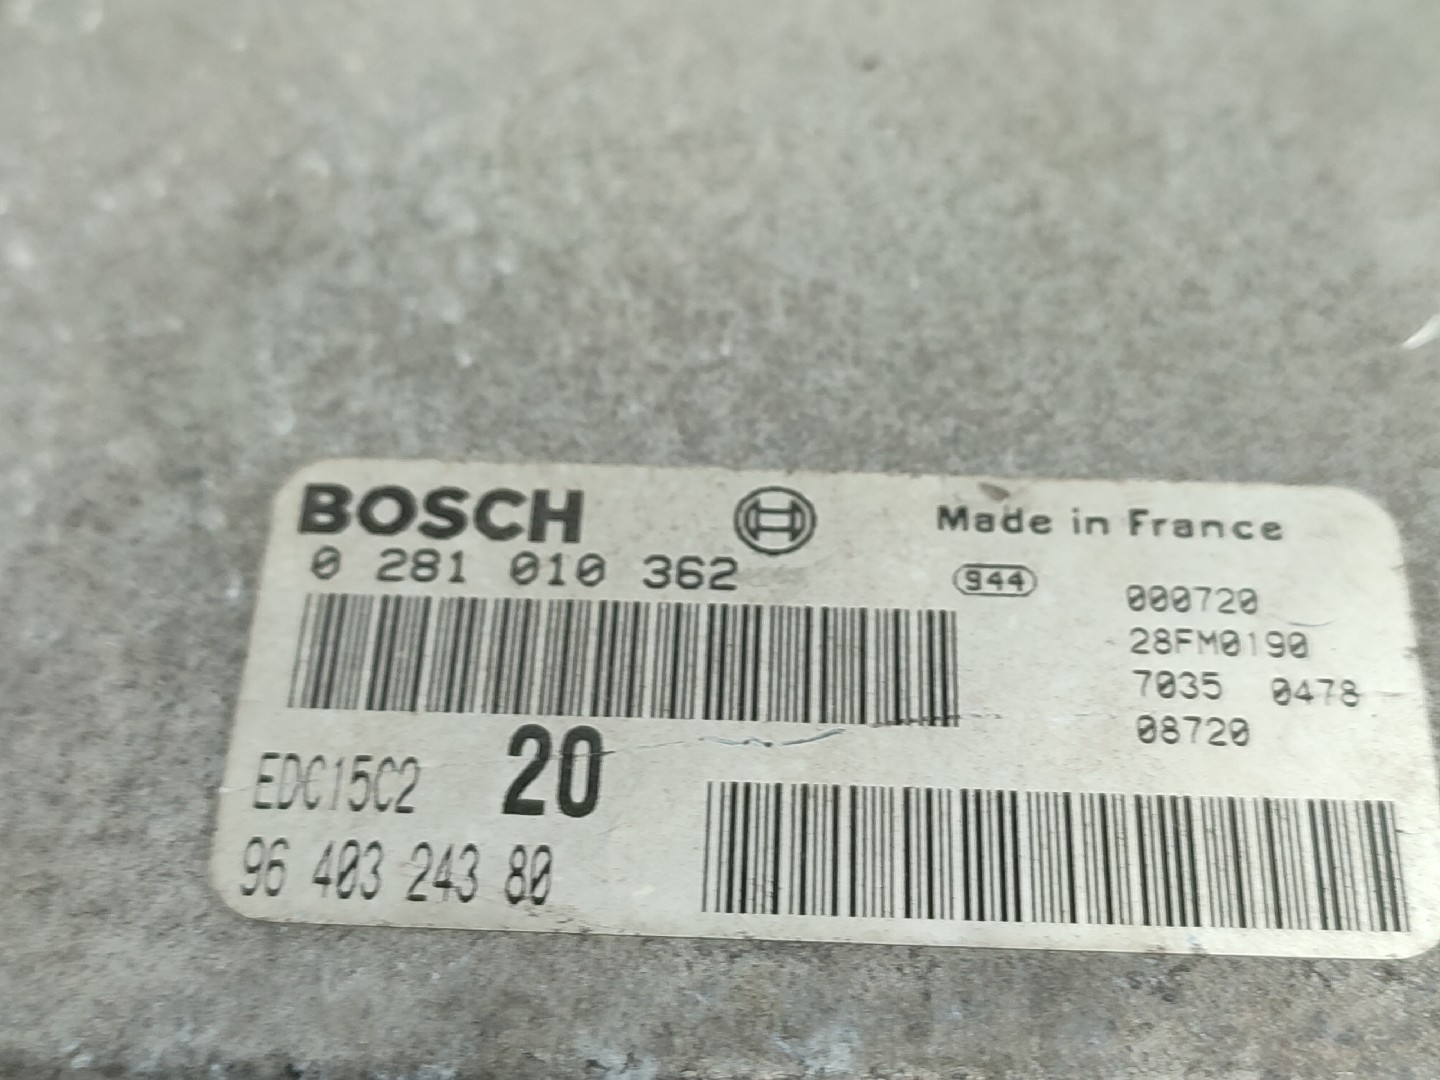 BOSCH
Made in France
0 281 010 362
944
000720
28FM0190
7035 0478
08720
EDC15C2 20
96 403 243 80